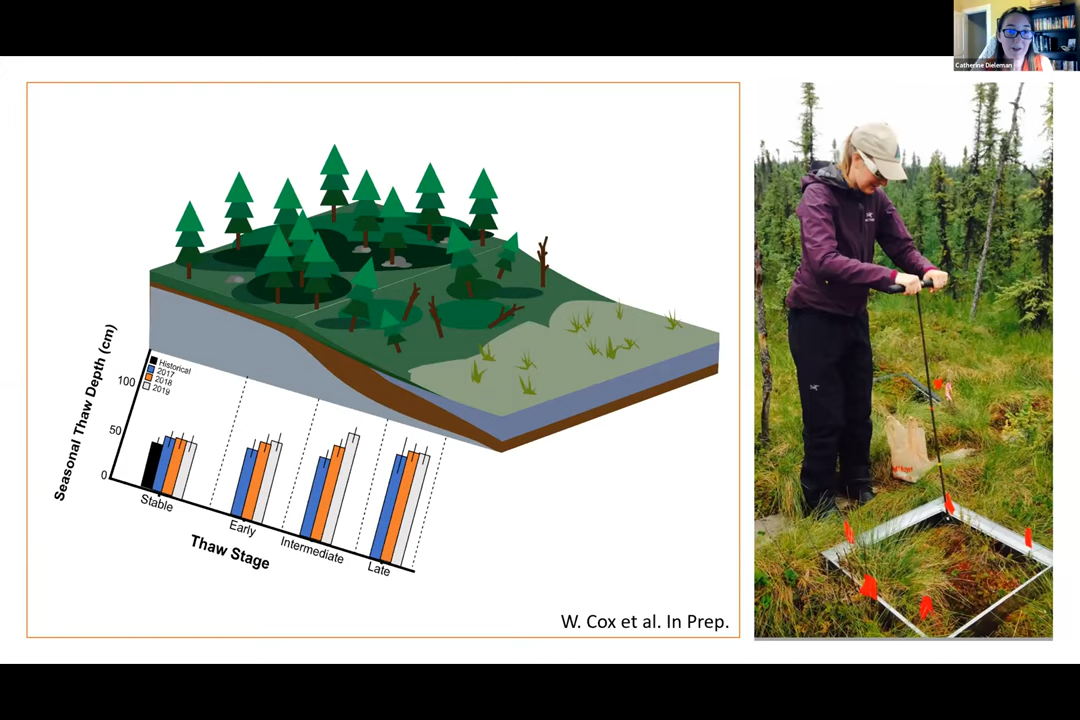 Catherine Dieleman
Seasonal Thaw Depth (cm)
100
50
0
Historical
2017
2018
2019
Stable
Early
Intermediate
Late
Thaw Stage
W. Cox et al. In Prep.